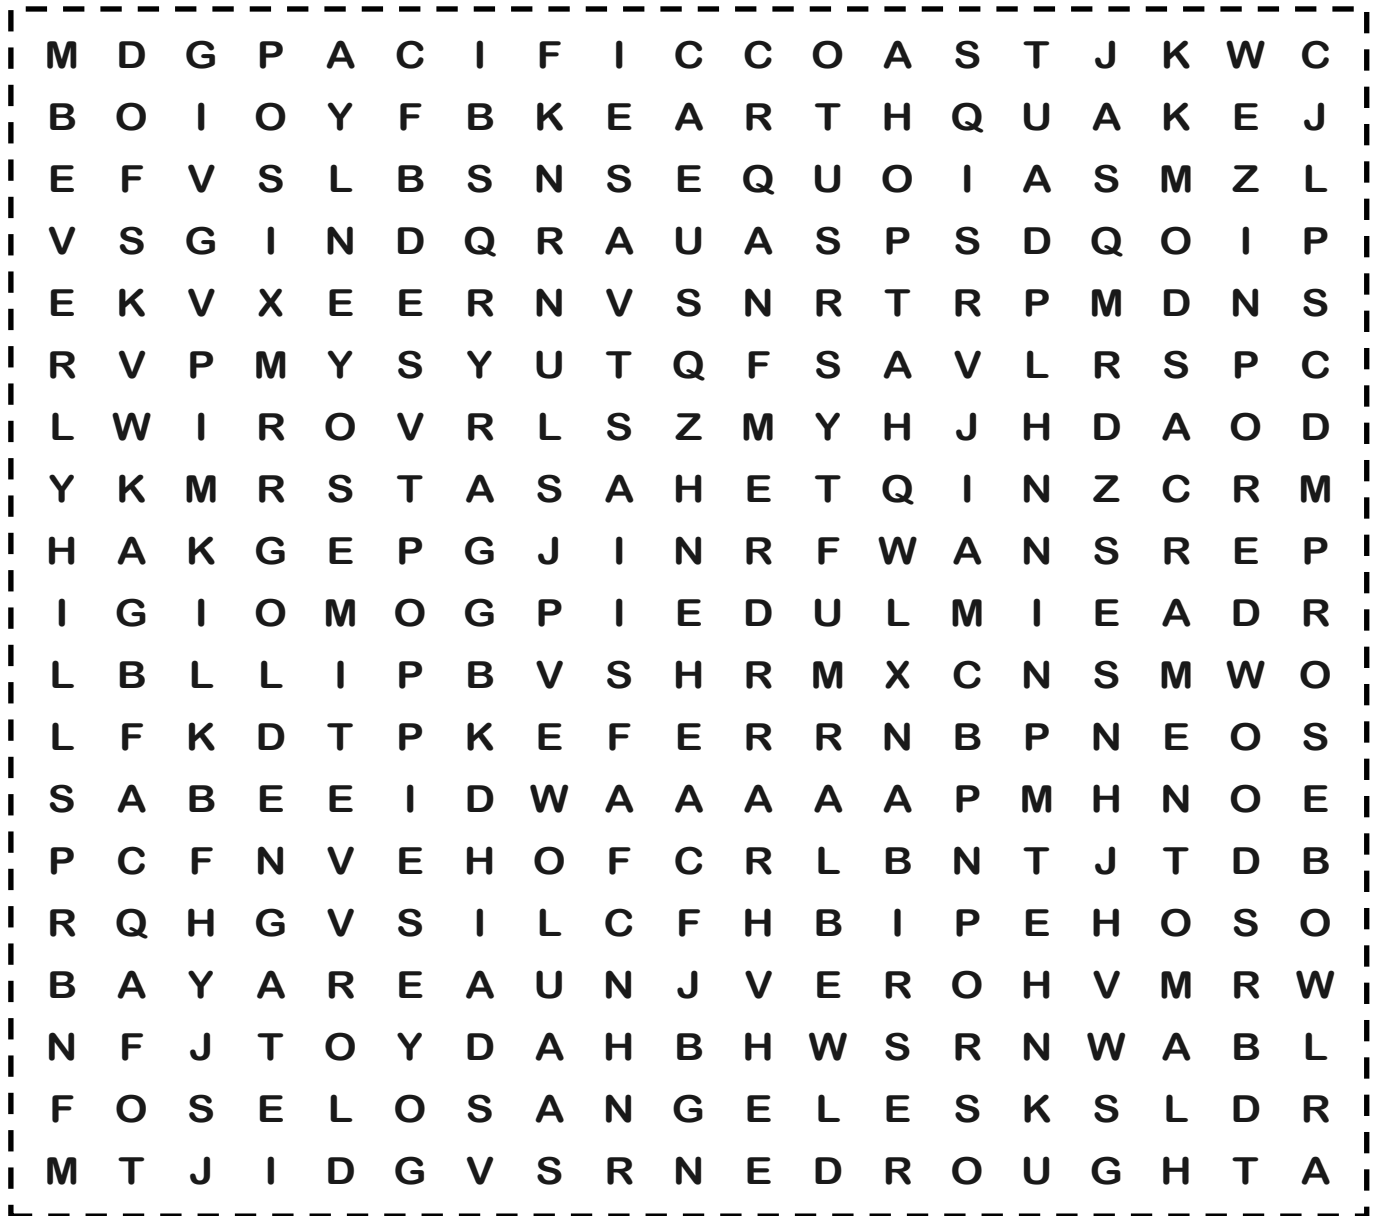 M D G P A C I F I C C O A S T J K W C
B O I O Y F B K E A R T H Q U A K E J
E F V S L B S N S E Q U O I A S M Z L
V S G I N D Q R A U A S P S D Q O I P
E K V X E E R N V S N R T R P M D N S
R V P M Y S Y U T Q F S A V L R S P C
L W I R O V R L S Z M Y H J H D A O D
Y K M R S T A S A H E T Q I N Z C R M
H A K G E P G J I N R F W A N S R E P
I G I O M O G P I E D U L M I E A D R
L B L L I P B V S H R M X C N S M W O
L F K D T P K E F E R R N B P N E O S
S A B E E I D W A A A A A P M H N O E
P C F N V E H O F C R L B N T J T D B
R Q H G V S I L C F H B I P E H O S O
B A Y A R E A U N J V E R O H V M R W
N F J T O Y D A H B H W S R N W A B L
F O S E L O S A N G E L E S K S L D R
M T J I D G V S R N E D R O U G H T A